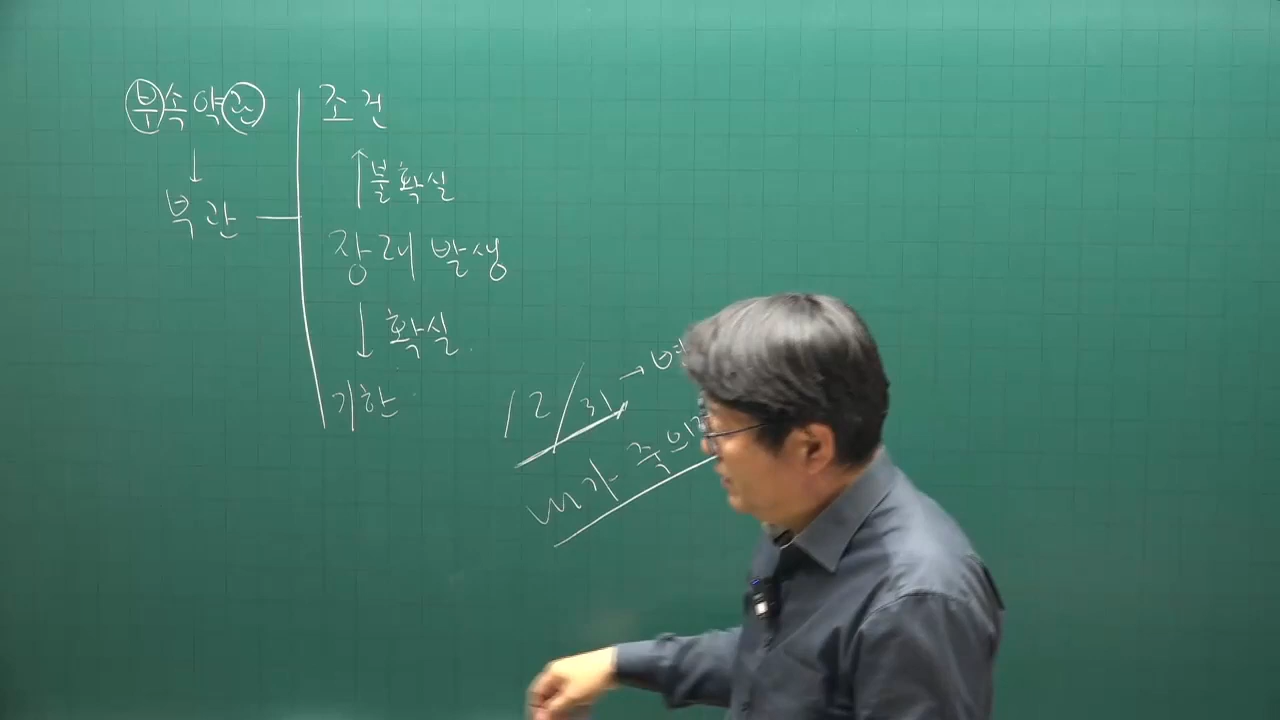 부속약관
부관
조건
불확실
장래 발생
확실
기한
12/31 →
가 죽으